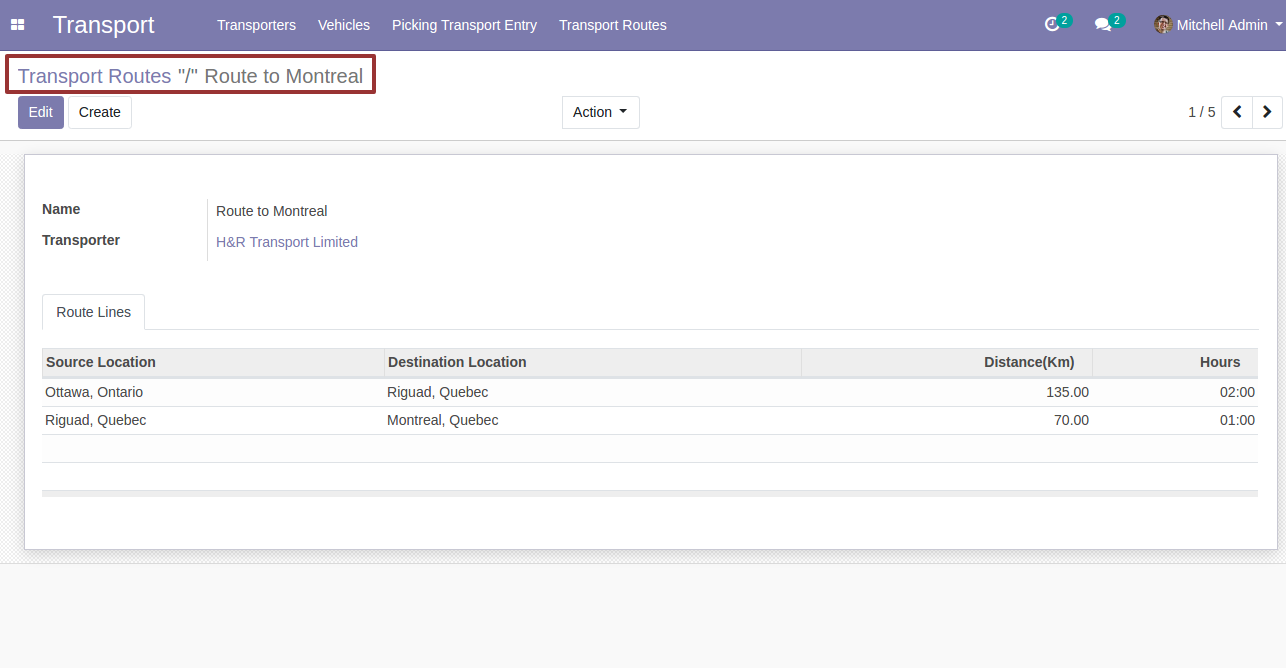 Transport Transporters Vehicles Picking Transport Entry Transport Routes 2 2 Mitchell Admin
Transport Routes "/" Route to Montreal
Edit Create Action 1 / 5
Name Route to Montreal
Transporter H&R Transport Limited
Route Lines
Source Location Destination Location Distance(Km) Hours
Ottawa, Ontario Riguad, Quebec 135.00 02:00
Riguad, Quebec Montreal, Quebec 70.00 01:00